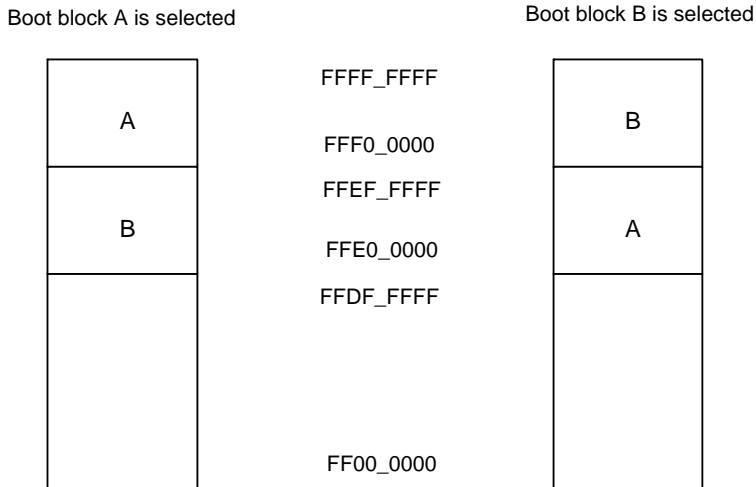 Boot block A is selected
Boot block B is selected
A
B
FFFF_FFFF
FFF0_0000
FFEF_FFFF
FFE0_0000
FFDF_FFFF
FF00_0000
B
A